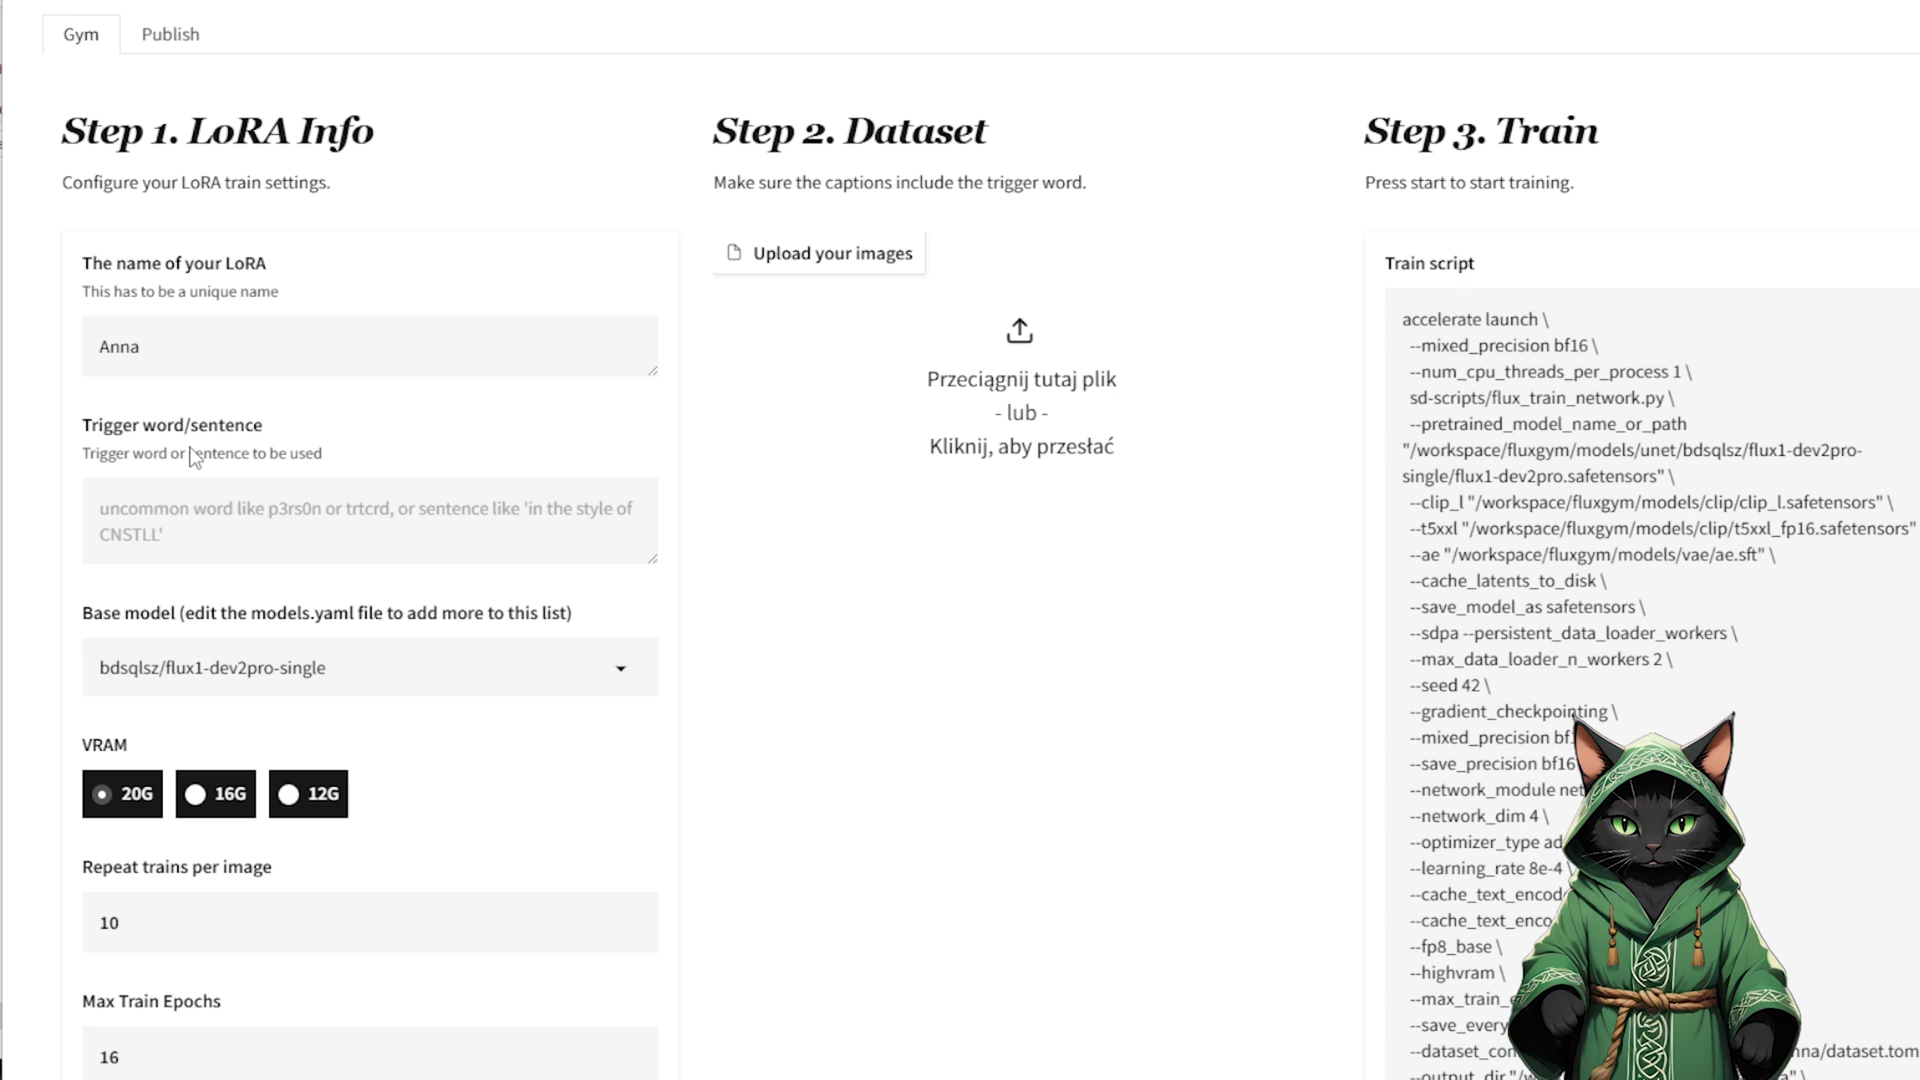 Gym
Publish
Step 1. LoRA Info
Configure your LoRA train settings.
The name of your LoRA
This has to be a unique name
Anna
Trigger word/sentence
Trigger word or sentence to be used
uncommon word like p3rs0n or trtcrd, or sentence like 'in the style of
CNSTLL'
Base model (edit the models.yaml file to add more to this list)
bdsqlsz/flux1-dev2pro-single
VRAM
20G
16G
12G
Repeat trains per image
10
Max Train Epochs
16
Step 2. Dataset
Make sure the captions include the trigger word.
Upload your images
Przeciągnij tutaj plik
- lub -
Kliknij, aby przesłać
Step 3. Train
Press start to start training.
Train script
accelerate launch \
--mixed_precision bf16 \
--num_cpu_threads_per_process 1 \
sd-scripts/flux_train_network.py \
--pretrained_model_name_or_path
"/workspace/fluxgym/models/unet/bdsqlsz/flux1-dev2pro-
single/flux1-dev2pro.safetensors" \
--clip_l "/workspace/fluxgym/models/clip/clip_l.safetensors" \
--t5xxl "/workspace/fluxgym/models/clip/t5xxl_fp16.safetensors"
--ae "/workspace/fluxgym/models/vae/ae.sft" \
--cache_latents_to_disk \
--save_model_as safetensors \
--sdpa --persistent_data_loader_workers \
--max_data_loader_n_workers 2 \
--seed 42 \
--gradient_checkpointing \
--mixed_precision
--save_precision bf16
--network_module
--network_dim 4 \
--optimizer_type
--learning_rate 8e-4 \
--fp8_base \
--highvram \